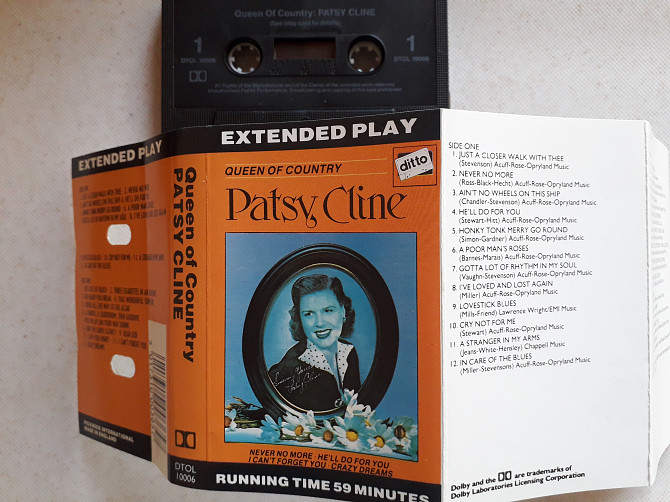 Queen Of Country: PATSY CLINE
1
DTOL 10006
1
DTOL 10006
EXTENDED PLAY
QUEEN OF COUNTRY
ditto
Patsy Cline
NEVER NO MORE · HE'LL DO FOR YOU
I CAN'T FORGET YOU · CRAZY DREAMS
RUNNING TIME 59 MINUTES
Queen of Country
PATSY CLINE
DTOL
10006
EXTENDED PLAY
PICKWICK INTERNATIONAL
MADE IN ENGLAND
SIDE ONE
1. JUST A CLOSER WALK WITH THEE
(Stevenson) Acuff-Rose-Opryland Music
2. NEVER NO MORE
(Ross-Black-Hecht) Acuff-Rose-Opryland Music
3. AIN'T NO WHEELS ON THIS SHIP
(Chandler-Stevenson) Acuff-Rose-Opryland Music
4. HE'LL DO FOR YOU
(Stewart-Hitt) Acuff-Rose-Opryland Music
5. HONKY TONK MERRY GO ROUND
(Simon-Gardner) Acuff-Rose-Opryland Music
6. A POOR MAN'S ROSES
(Barnes-Marais) Acuff-Rose-Opryland Music
7. GOTTA LOT OF RHYTHM IN MY SOUL
(Vaughn-Stevenson) Acuff-Rose-Opryland Music
8. I'VE LOVED AND LOST AGAIN
(Miller) Acuff-Rose-Opryland Music
9. LOVESTICK BLUES
(Mills-Friend) Lawrence Wright/EMI Music
10. CRY NOT FOR ME
(Stewart) Acuff-Rose-Opryland Music
11. A STRANGER IN MY ARMS
(Jeans-White-Hensley) Chappell Music
12. IN CARE OF THE BLUES
(Miller-Stevensons) Acuff-Rose-Opryland Music
Dolby and the are trademarks of
Dolby Laboratories Licensing Corporation